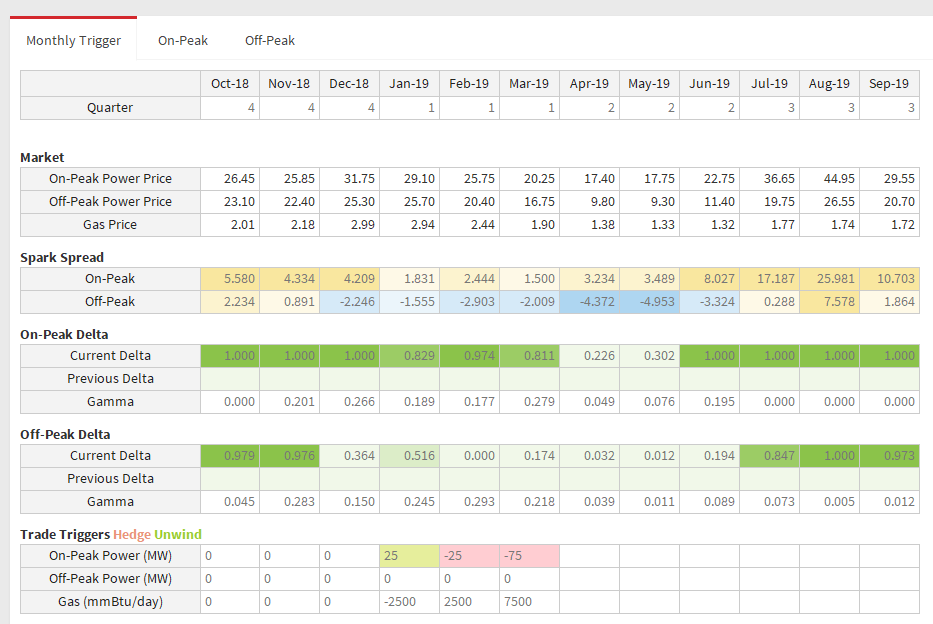 Monthly Trigger On-Peak Off-Peak
Oct-18 Nov-18 Dec-18 Jan-19 Feb-19 Mar-19 Apr-19 May-19 Jun-19 Jul-19 Aug-19 Sep-19
Quarter 4 4 4 1 1 1 2 2 2 3 3 3
Market
On-Peak Power Price 26.45 25.85 31.75 29.10 25.75 20.25 17.40 17.75 22.75 36.65 44.95 29.55
Off-Peak Power Price 23.10 22.40 25.30 25.70 20.40 16.75 9.80 9.30 11.40 19.75 26.55 20.70
Gas Price 2.01 2.18 2.99 2.94 2.44 1.90 1.38 1.33 1.32 1.77 1.74 1.72
Spark Spread
On-Peak 5.580 4.334 4.209 1.831 2.444 1.500 3.234 3.489 8.027 17.187 25.981 10.703
Off-Peak 2.234 0.891 -2.246 -1.555 -2.903 -2.009 -4.372 -4.953 -3.324 0.288 7.578 1.864
On-Peak Delta
Current Delta 1.000 1.000 1.000 0.829 0.974 0.811 0.226 0.302 1.000 1.000 1.000 1.000
Previous Delta
Gamma 0.000 0.201 0.266 0.189 0.177 0.279 0.049 0.076 0.195 0.000 0.000 0.000
Off-Peak Delta
Current Delta 0.979 0.976 0.364 0.516 0.000 0.174 0.032 0.012 0.194 0.847 1.000 0.973
Previous Delta
Gamma 0.045 0.283 0.150 0.245 0.293 0.218 0.039 0.011 0.089 0.073 0.005 0.012
Trade Triggers Hedge Unwind
On-Peak Power (MW) 0 0 0 25 -25 -75
Off-Peak Power (MW) 0 0 0 0 0 0
Gas (mmBtu/day) 0 0 0 -2500 2500 7500